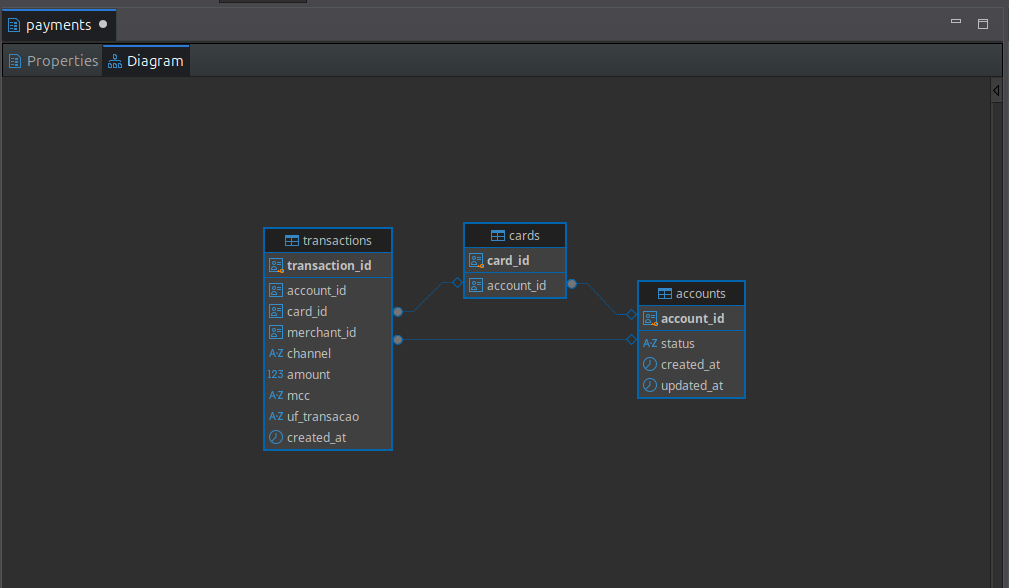 payments
Properties
Diagram
transactions
transaction_id
account_id
card_id
merchant_id
A-Z channel
123 amount
A-Z mcc
A-Z uf_transacao
created_at
cards
card_id
account_id
accounts
account_id
A-Z status
created_at
updated_at